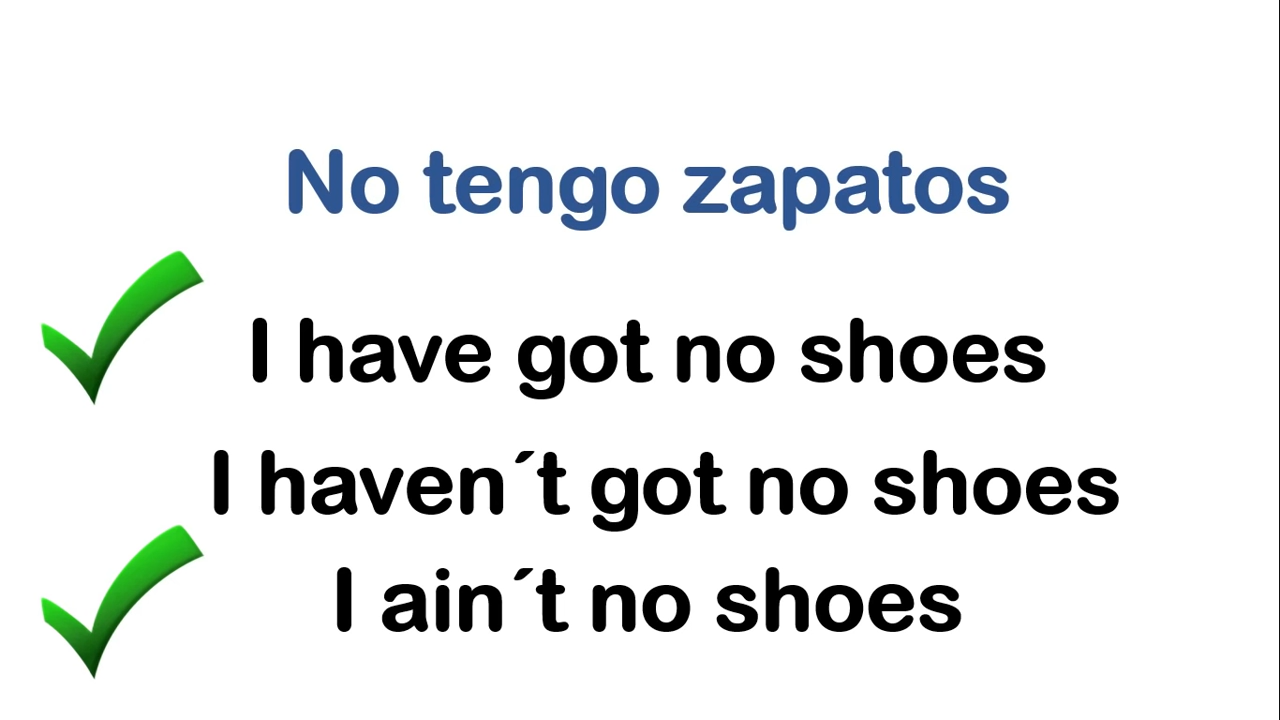 No tengo zapatos
I have got no shoes
I haven´t got no shoes
I ain´t no shoes